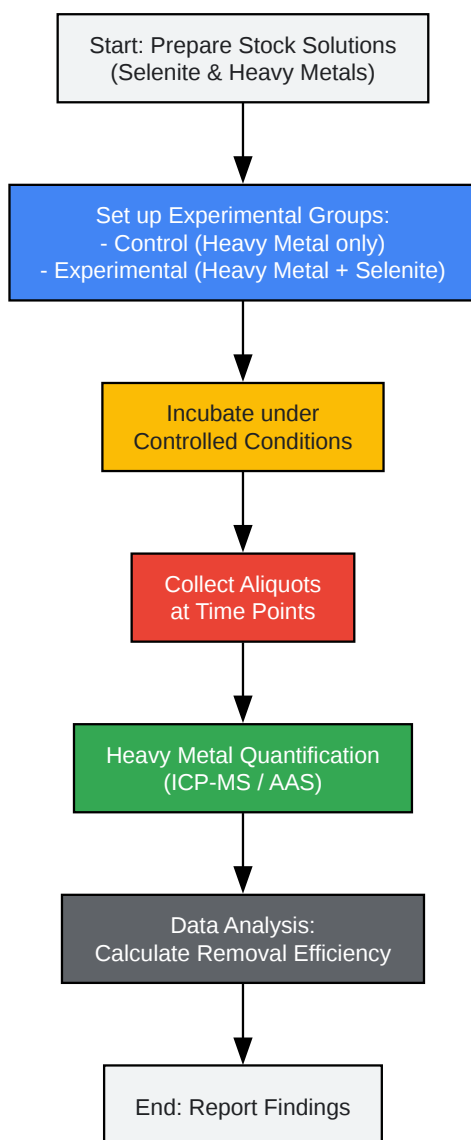 Start: Prepare Stock Solutions
(Selenite & Heavy Metals)
Set up Experimental Groups:
- Control (Heavy Metal only)
- Experimental (Heavy Metal + Selenite)
Incubate under
Controlled Conditions
Collect Aliquots
at Time Points
Heavy Metal Quantification
(ICP-MS / AAS)
Data Analysis:
Calculate Removal Efficiency
End: Report Findings